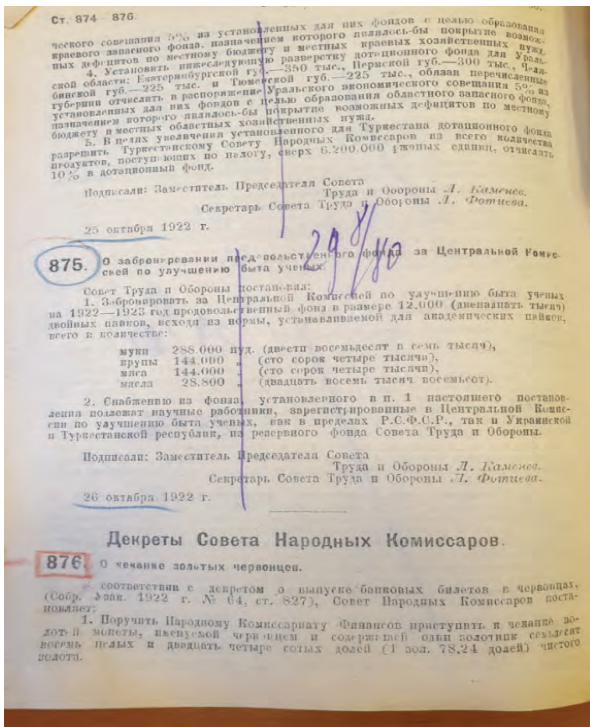 Ст. 874—876.
ческого совещания 5% из установленных для них фондов с целью образования
краевого запасного фонда, назначением которого являлось-бы покрытие возмож-
ных дефицитов по местному бюджету и местных краевых хозяйственных нужд.
4. Установить нижеследующую разверстку дотационного фонда для Ураль-
ской области: Екатеринбургской губ.—350 тыс., Пермской губ.—300 тыс., Челя-
бинской губ.—225 тыс. и Тюменской губ.—225 тыс., обязав перечисленные
губернии отчислить в распоряжение Уральского экономического совещания 5% из
установленных для них фондов с целью образования областного запасного фонда,
назначением которого являлось-бы покрытие возможных дефицитов по местному
бюджету и местных областных хозяйственных нужд.
5. В целях увеличения установленного для Туркестана дотационного фонда
разрешить Туркестанскому Совету Народных Комиссаров из всего количества
продуктов, поступающих по налогу, сверх 6.200.000 ржаных единиц, отчислять
10% в дотационный фонд.
Подписали: Заместитель Председателя Совета
Труда и Обороны Л. Каменев.
Секретарь Совета Труда и Обороны Л. Фотиева.
25 октября 1922 г.
875. О забронировании продовольственного фонда за Центральной Комис-
сией по улучшению быта ученых.
Совет Труда и Обороны постановил:
1. Забронировать за Центральной Комиссией по улучшению быта ученых
на 1922—1923 год продовольственный фонд в размере 12.000 (двенадцать тысяч)
двойных пайков, исходя из нормы, устанавливаемой для академических пайков,
всего в количестве:
муки 288.000 пуд. (двести восемьдесят в семь тысяч),
крупы 144.000 „ (сто сорок четыре тысячи),
мяса 144.000 „ (сто сорок четыре тысячи),
масла 28.800 „ (двадцать восемь тысяч восемьсот).
2. Снабжению из фонда, установленного в п. 1 настоящего постанов-
ления подлежат научные работники, зарегистрированные в Центральной Комис-
сии по улучшению быта ученых, как в пределах Р.С.Ф.С.Р., так и Украинской
и Туркестанской республик, из резервного фонда Совета Труда и Обороны.
Подписали: Заместитель Председателя Совета
Труда и Обороны Л. Каменев.
Секретарь Совета Труда и Обороны Л. Фотиева.
26 октября 1922 г.
Декреты Совета Народных Комиссаров.
876. О чеканке золотых червонцев.
соответствии с декретом о выпуске банковых билетов в червонцах,
(Собр. Узак. 1922 г. № 64, ст. 827), Совет Народных Комиссаров поста-
новляет:
1. Поручить Народному Комиссариату Финансов приступить к чеканке зо-
лотой монеты, именуемой червонцем и содержащей один золотник семьдесят
восемь целых и двадцать четыре сотых долей (1 зол. 78,24 долей) чистого
золота.